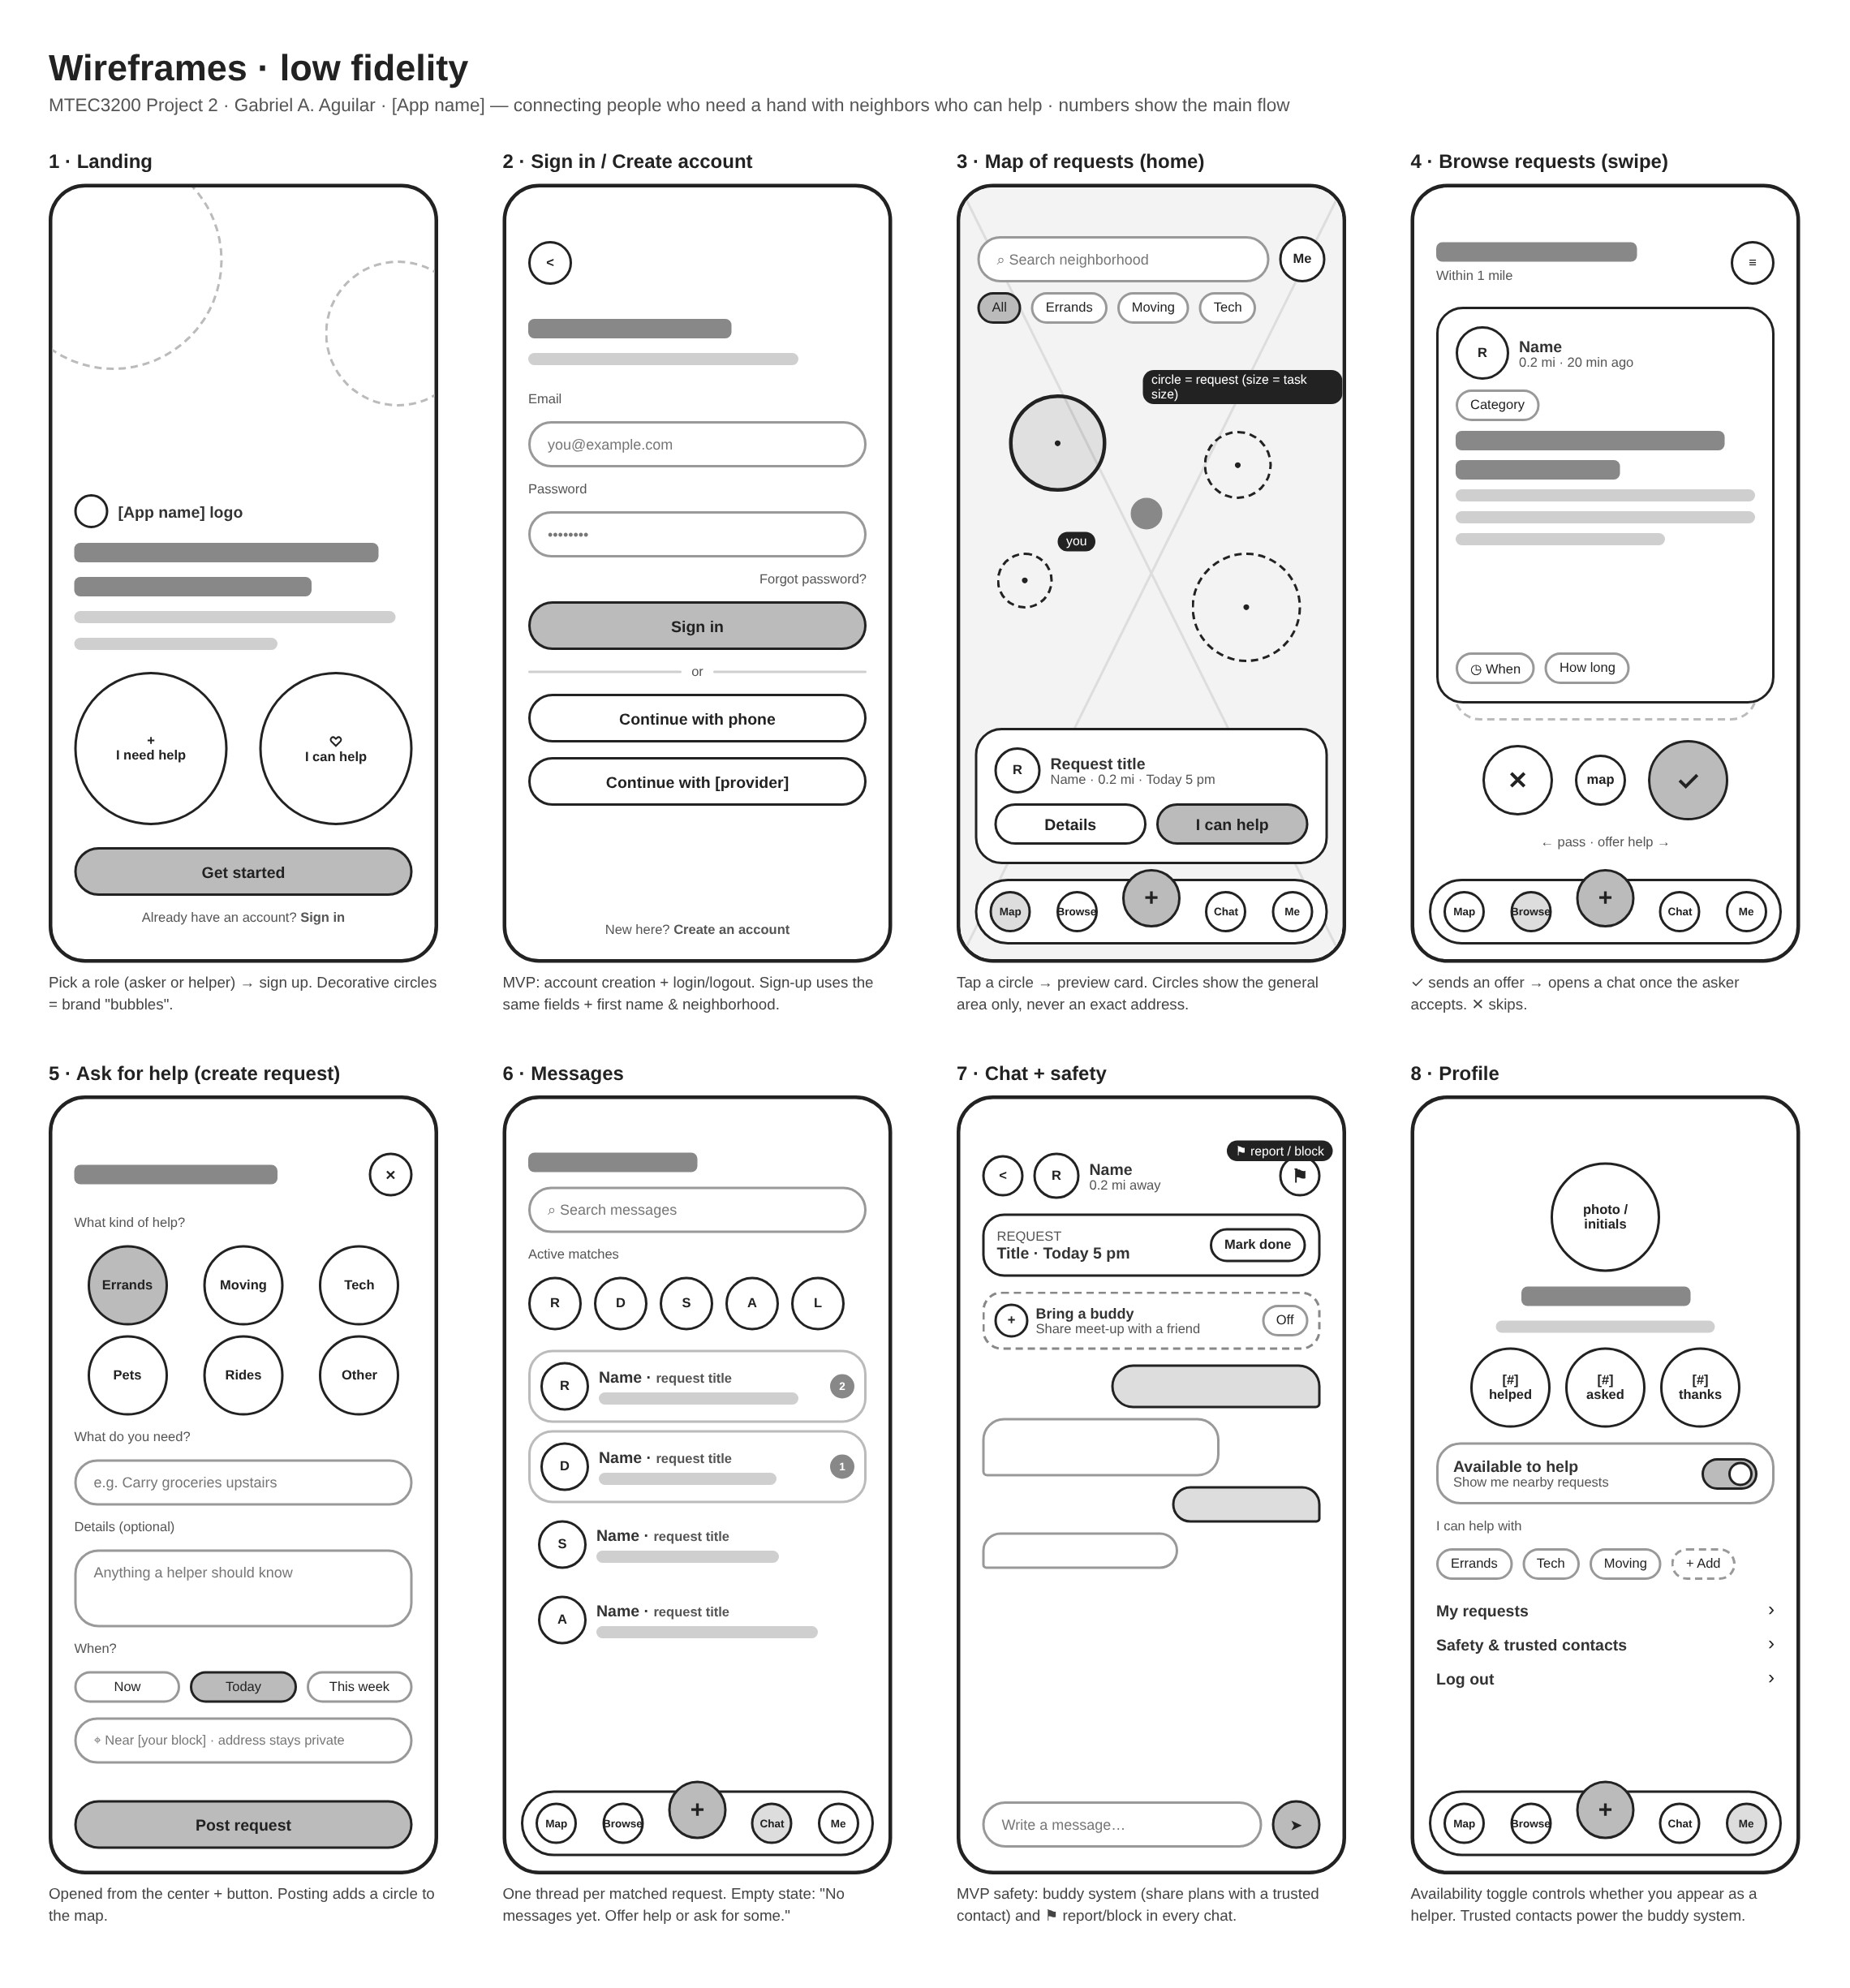 Wireframes · low fidelity
MTEC3200 Project 2 · Gabriel A. Aguilar · [App name] — connecting people who need a hand with neighbors who can help · numbers show the main flow
1 · Landing
[App name] logo
+
I need help
♡
I can help
Get started
Already have an account? Sign in
Pick a role (asker or helper) → sign up. Decorative circles
= brand "bubbles".
2 · Sign in / Create account
<
Email
you@example.com
Password
••••••••
Forgot password?
Sign in
or
Continue with phone
Continue with [provider]
New here? Create an account
MVP: account creation + login/logout. Sign-up uses the
same fields + first name & neighborhood.
3 · Map of requests (home)
⌕ Search neighborhood
Me
All Errands Moving Tech
circle = request (size = task
size)
you
R
Request title
Name · 0.2 mi · Today 5 pm
Details I can help
Map Browse + Chat Me
Tap a circle → preview card. Circles show the general
area only, never an exact address.
4 · Browse requests (swipe)
Within 1 mile
≡
R
Name
0.2 mi · 20 min ago
Category
◷ When How long
✕ map ✓
← pass · offer help →
Map Browse + Chat Me
✓ sends an offer → opens a chat once the asker
accepts. ✕ skips.
5 · Ask for help (create request)
✕
What kind of help?
Errands Moving Tech
Pets Rides Other
What do you need?
e.g. Carry groceries upstairs
Details (optional)
Anything a helper should know
When?
Now Today This week
⌖ Near [your block] · address stays private
Post request
Opened from the center + button. Posting adds a circle to
the map.
6 · Messages
⌕ Search messages
Active matches
R D S A L
R Name · request title 2
D Name · request title 1
S Name · request title
A Name · request title
Map Browse + Chat Me
One thread per matched request. Empty state: "No
messages yet. Offer help or ask for some."
7 · Chat + safety
⚑ report / block
< R Name ⚑
0.2 mi away
REQUEST
Title · Today 5 pm
Mark done
+ Bring a buddy
Share meet-up with a friend
Off
Write a message…
➤
MVP safety: buddy system (share plans with a trusted
contact) and ⚑ report/block in every chat.
8 · Profile
photo /
initials
[#]
helped
[#]
asked
[#]
thanks
Available to help
Show me nearby requests
I can help with
Errands Tech Moving + Add
My requests ›
Safety & trusted contacts ›
Log out ›
Map Browse + Chat Me
Availability toggle controls whether you appear as a
helper. Trusted contacts power the buddy system.